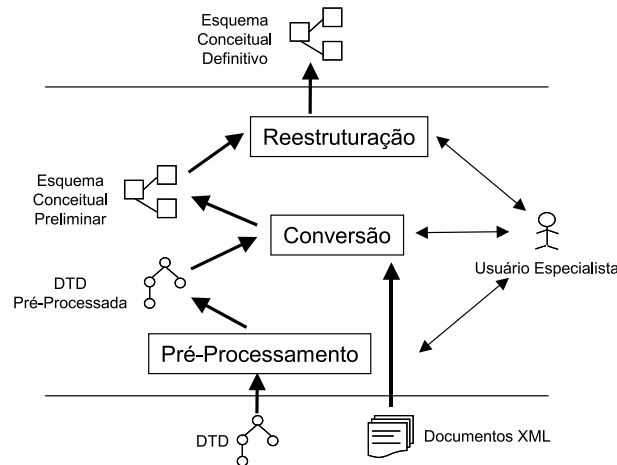 Esquema
Conceitual
Definitivo
Reestruturação
Esquema
Conceitual
Preliminar
Conversão
Usuário Especialista
DTD
Pré-Processada
Pré-Processamento
DTD
Documentos XML